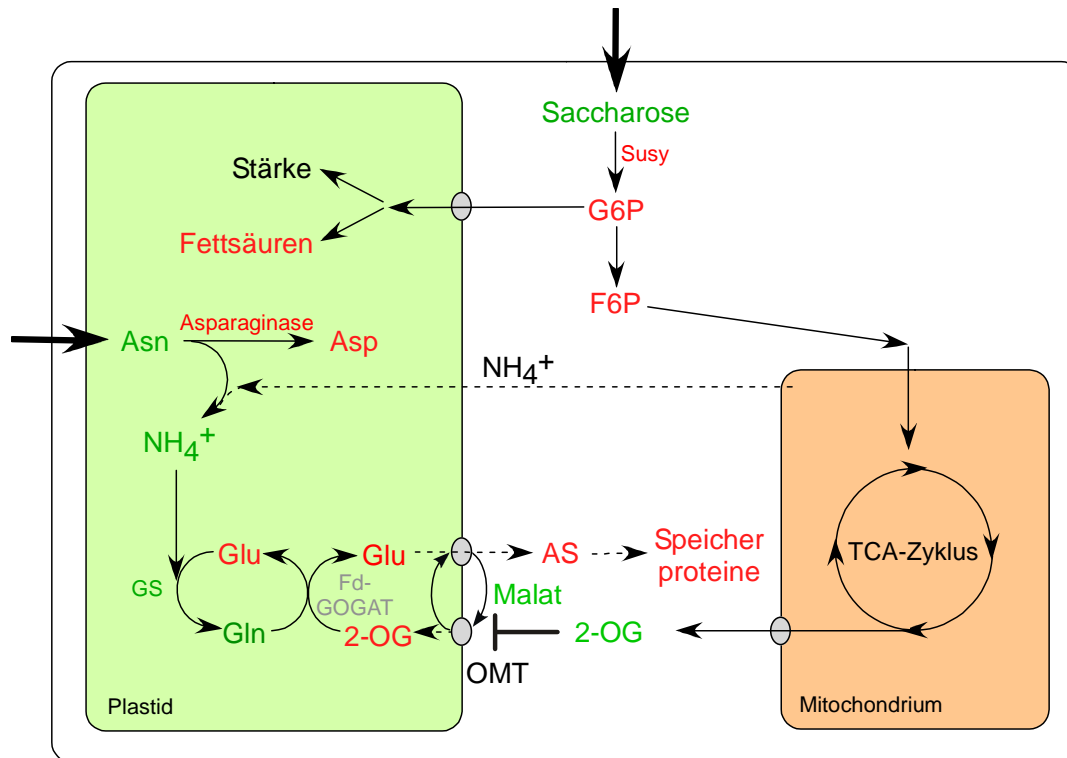 Saccharose
Susy
Stärke
G6P
Fettsäuren
F6P
Asparaginase
Asn
Asp
NH4+
NH4+
Glu
Glu
AS
Speicher
proteine
TCA-Zyklus
GS
Fd-
GOGAT
Malat
Gln
2-OG
2-OG
OMT
Plastid
Mitochondrium